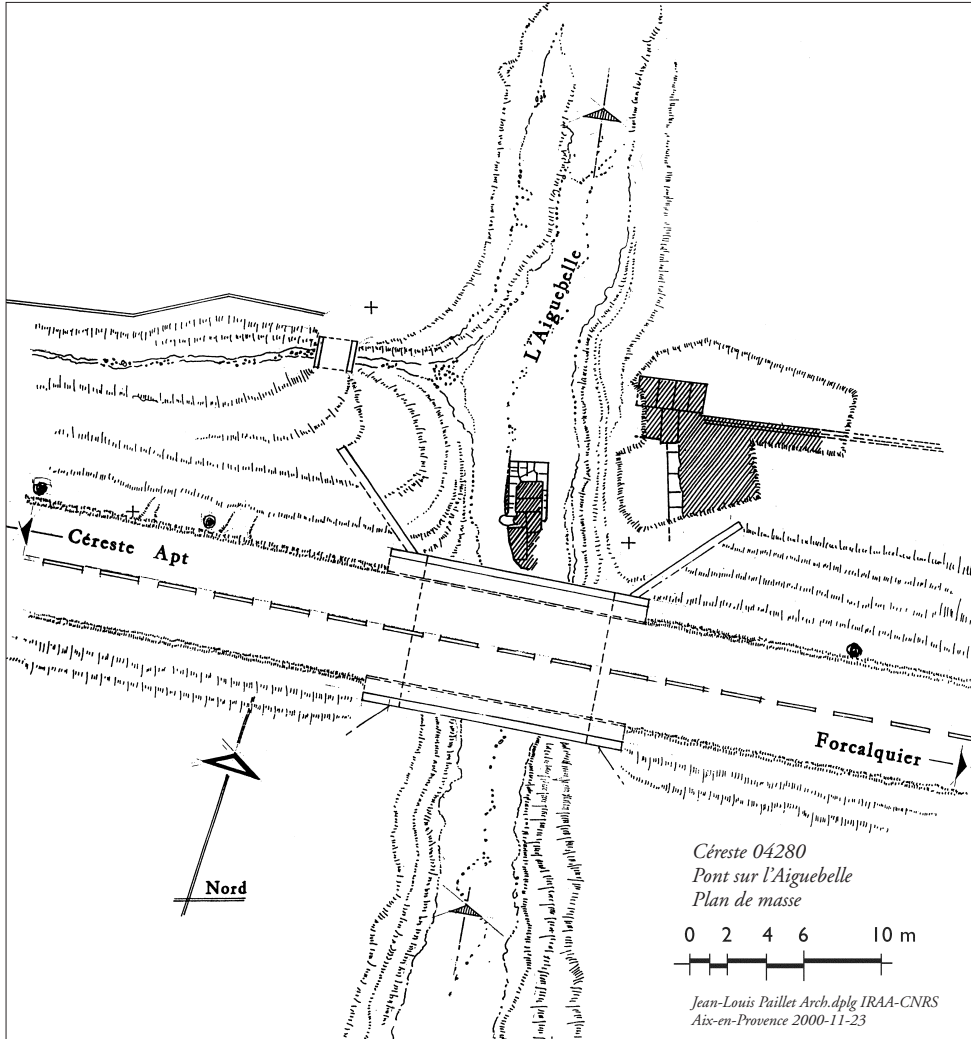 L'Aiguebelle
Céreste Apt
Forcalquier
Nord
Céreste 04280
Pont sur l'Aiguebelle
Plan de masse
0 2 4 6 10 m
Jean-Louis Paillet Arch.dplg IRAA-CNRS
Aix-en-Provence 2000-11-23